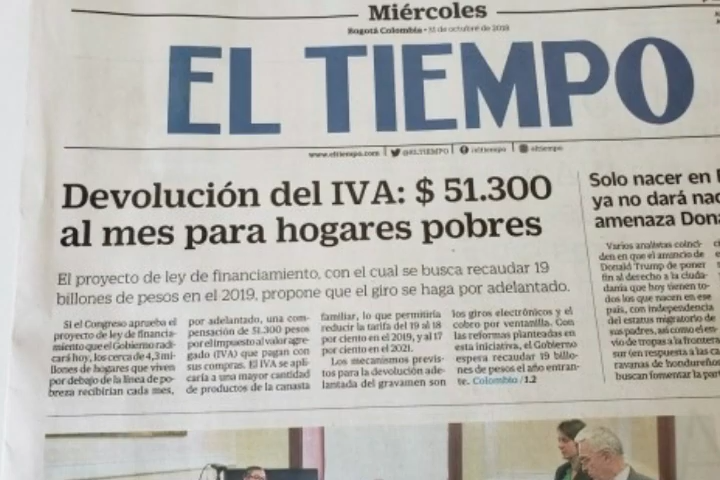 Miércoles
Bogotá Colombia - 31 de octubre de 2018
EL TIEMPO
www.eltiempo.com | @ELTIEMPO | eltiempo | eltiempo
Devolución del IVA: $ 51.300
al mes para hogares pobres
El proyecto de ley de financiamiento, con el cual se busca recaudar 19
billones de pesos en el 2019, propone que el giro se haga por adelantado.
Si el Congreso aprueba el
proyecto de ley de financia-
miento que el Gobierno radi-
cará hoy, los cerca de 4,3 mi-
llones de hogares que viven
por debajo de la línea de po-
breza recibirían cada mes,
por adelantado, una com-
pensación de 51.300 pesos
por el impuesto al valor agre-
gado (IVA) que pagan con
sus compras. El IVA se apli-
caría a una mayor cantidad
de productos de la canasta
familiar, lo que permitiría
reducir la tarifa del 19 al 18
por ciento en el 2019, y al 17
por ciento en el 2021.
Los mecanismos previs-
tos para la devolución ade-
lantada del gravamen son
los giros electrónicos y el
cobro por ventanilla. Con
las reformas planteadas en
esta iniciativa, el Gobierno
espera recaudar 19 billo-
nes de pesos el año entran-
te. Colombia /1.2
Solo nacer en
ya no dará nac
amenaza Dona
Varios analistas coinci-
den en que el anuncio de
Donald Trump de poner
fin al derecho a la ciuda-
danía que hoy tienen to-
dos los que nacen en ese
país, con independencia
del estatus migratorio de
sus padres, así como el en-
vío de tropas a la frontera
sur (en respuesta a las ca-
ravanas de hondureños
buscan fomentar la par